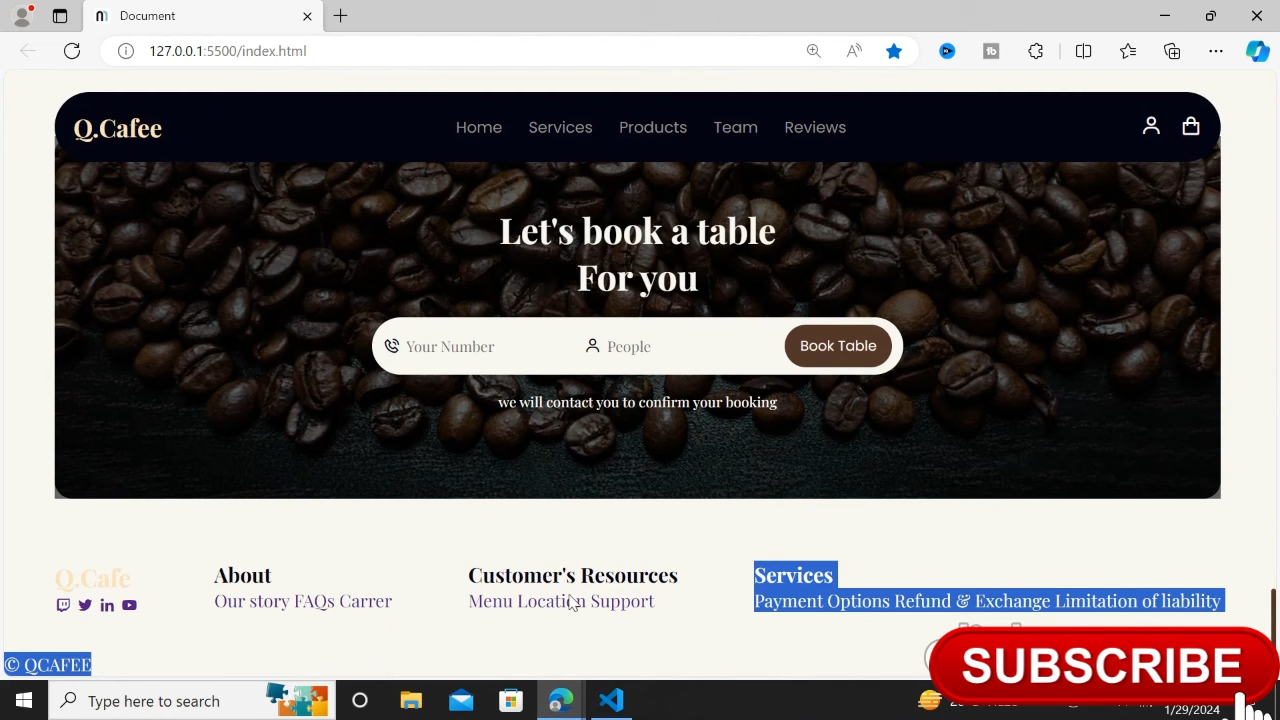 Document
127.0.0.1:5500/index.html
Q.Cafee
Home Services Products Team Reviews
Let's book a table
For you
Your Number People Book Table
we will contact you to confirm your booking
Q.Cafe
About
Our story FAQs Carrer
Customer's Resources
Menu Location Support
Services
Payment Options Refund & Exchange Limitation of liability
© QCAFEE
SUBSCRIBE
Type here to search
1/29/2024